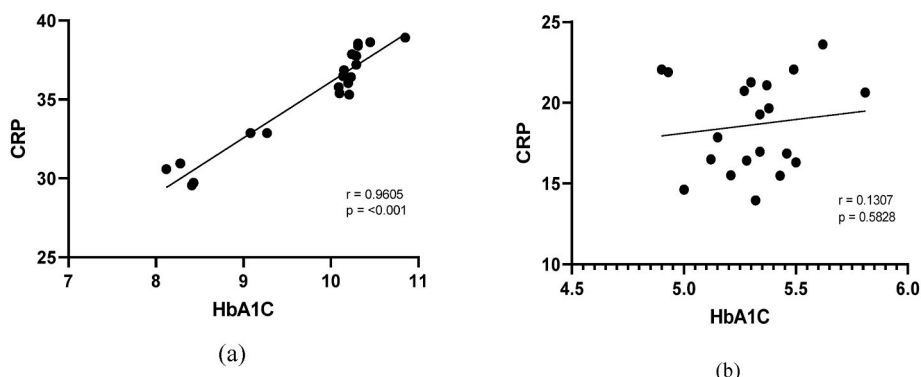 40
35
30
25
CRP
7 8 9 10 11
HbA1C
r = 0.9605
p = <0.001
(a)
25
20
15
10
CRP
4.5 5.0 5.5 6.0
HbA1C
r = 0.1307
p = 0.5828
(b)